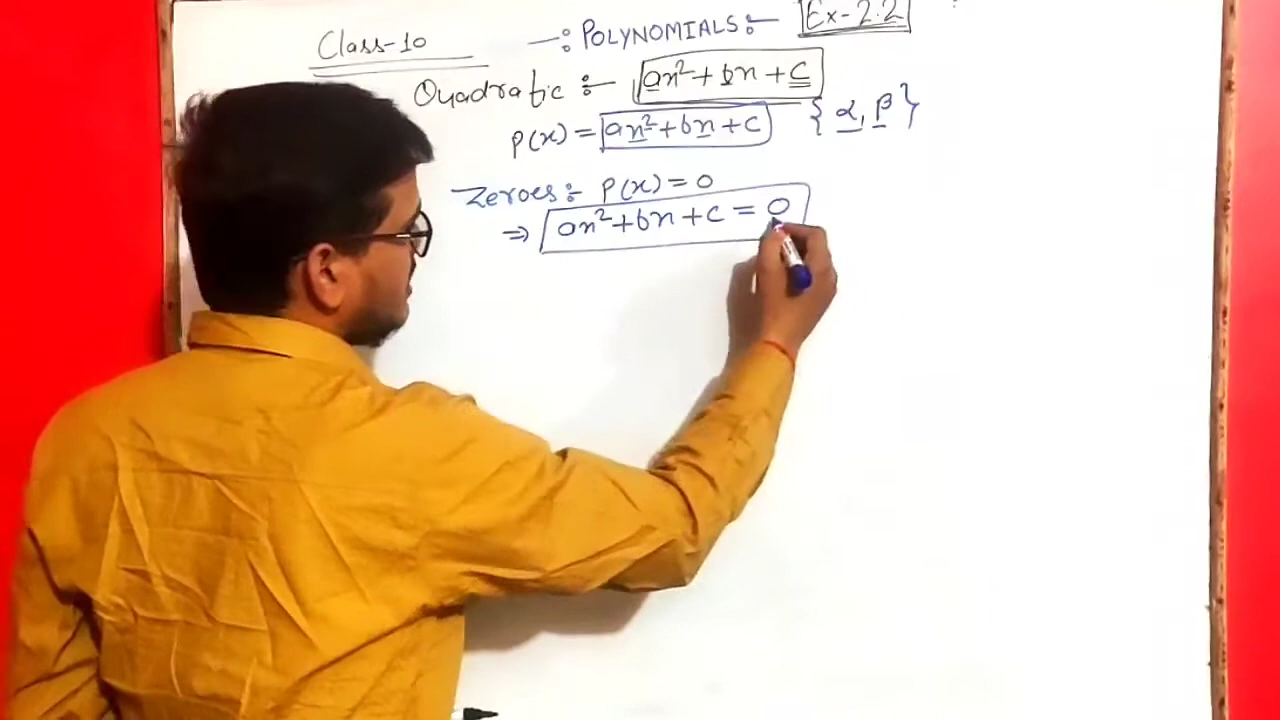 Class-10 —: POLYNOMIALS :— Ex-2.2
Quadratic :— ax²+bx+c
P(x) = ax²+bx+c { α, β }
Zeroes :- P(x) = 0
⇒ ax²+bx+c = 0